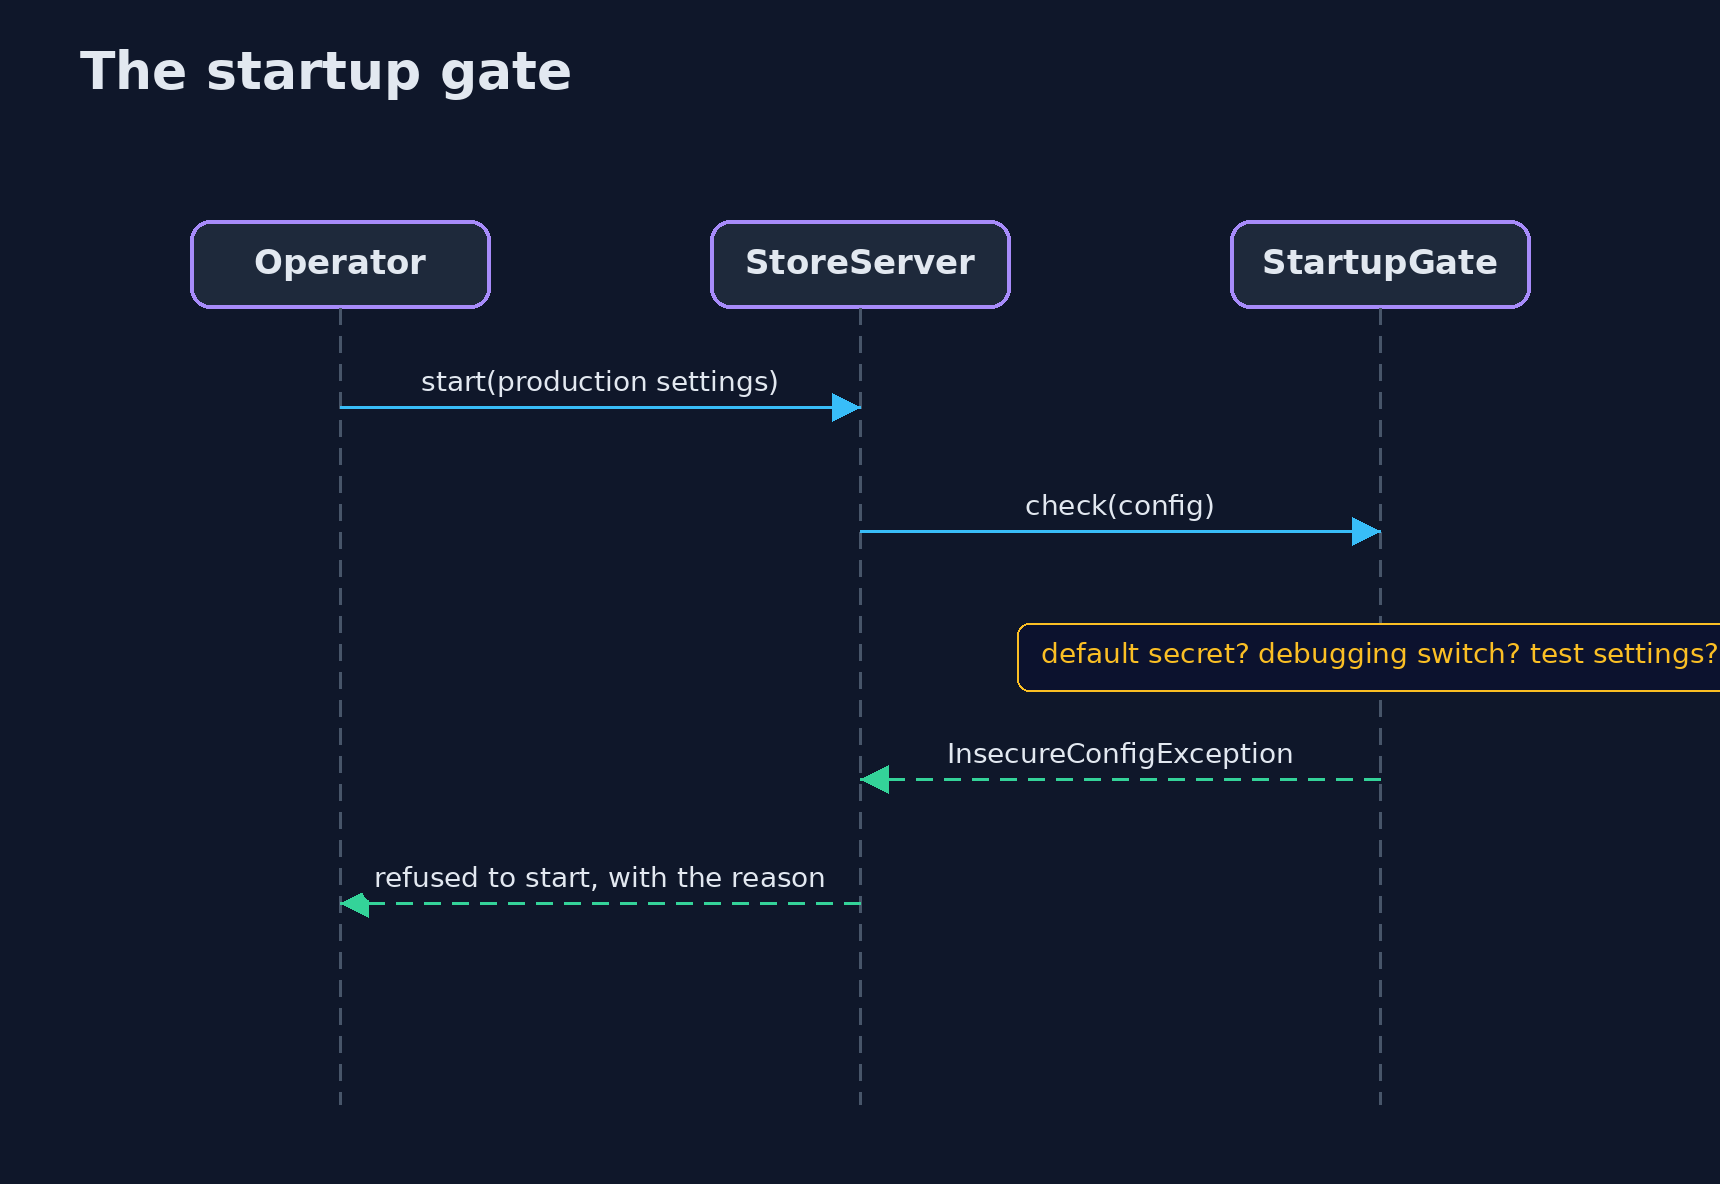 The startup gate
Operator
StoreServer
StartupGate
start(production settings)
check(config)
default secret? debugging switch? test settings?
InsecureConfigException
refused to start, with the reason